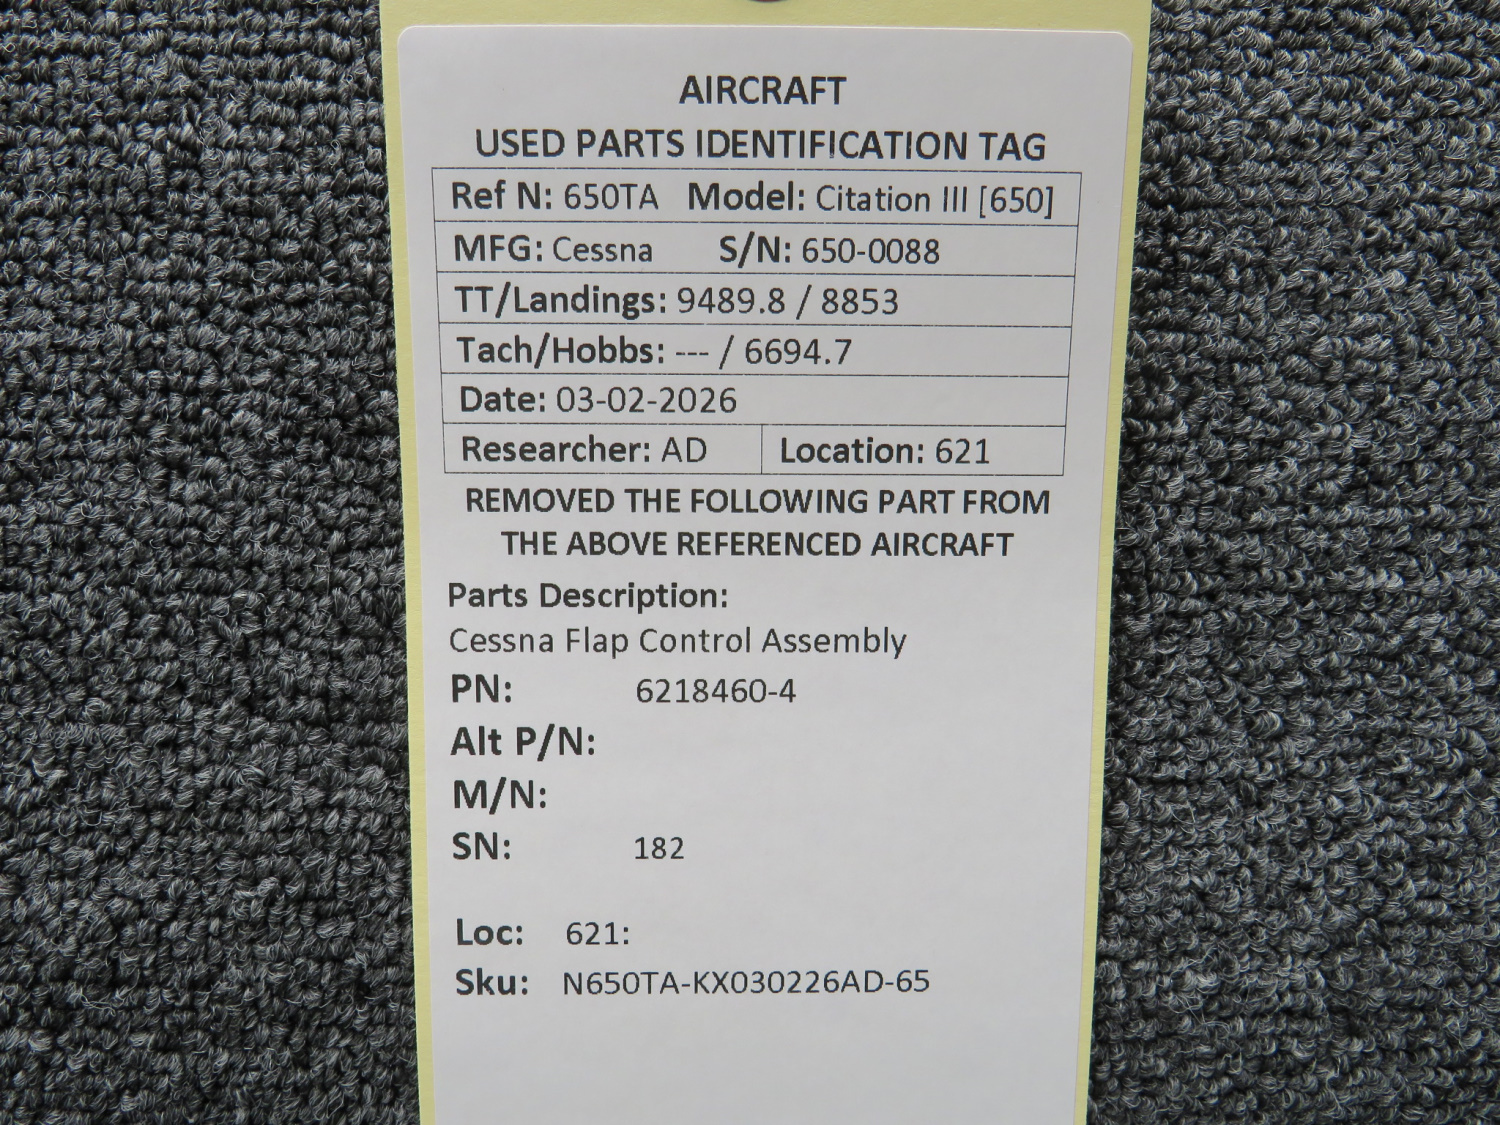 AIRCRAFT
USED PARTS IDENTIFICATION TAG
Ref N: 650TA Model: Citation III [650]
MFG: Cessna S/N: 650-0088
TT/Landings: 9489.8 / 8853
Tach/Hobbs: --- / 6694.7
Date: 03-02-2026
Researcher: AD Location: 621
REMOVED THE FOLLOWING PART FROM
THE ABOVE REFERENCED AIRCRAFT
Parts Description:
Cessna Flap Control Assembly
PN: 6218460-4
Alt P/N:
M/N:
SN: 182
Loc: 621:
Sku: N650TA-KX030226AD-65